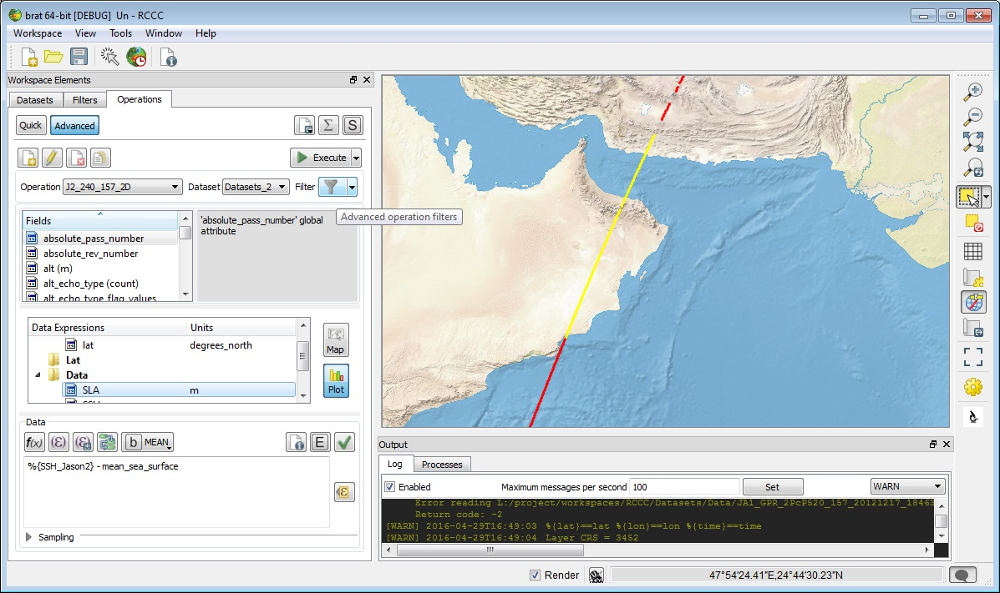 brat 64-bit [DEBUG] Un - RCCC
Workspace View Tools Window Help
Workspace Elements
Datasets Filters Operations
Quick Advanced Σ S
Execute
Operation J2_240_157_2D Dataset Datasets_2 Filter
Advanced operation filters
Fields
absolute_pass_number
absolute_rev_number
alt (m)
alt_echo_type (count)
alt_echo_type_flag_values
'absolute_pass_number' global
attribute
Data Expressions Units
lat degrees_north
Lat
Data
SLA m
Map
Plot
Data
f(x) (Ɛ) b MEAN E
%{SSH_Jason2} - mean_sea_surface
Sampling
Output
Log Processes
Enabled Maximum messages per second 100 Set WARN
Error reading L:/project/workspaces/RCCC/Datasets/Data/JA1_GPR_2PcP520_157_20121217_18463
Return code: -2
[WARN] 2016-04-29T16:49:03 %{lat}==lat %{lon}==lon %{time}==time
[WARN] 2016-04-29T16:49:04 Layer CRS = 3452
Render 47°54'24.41"E,24°44'30.23"N